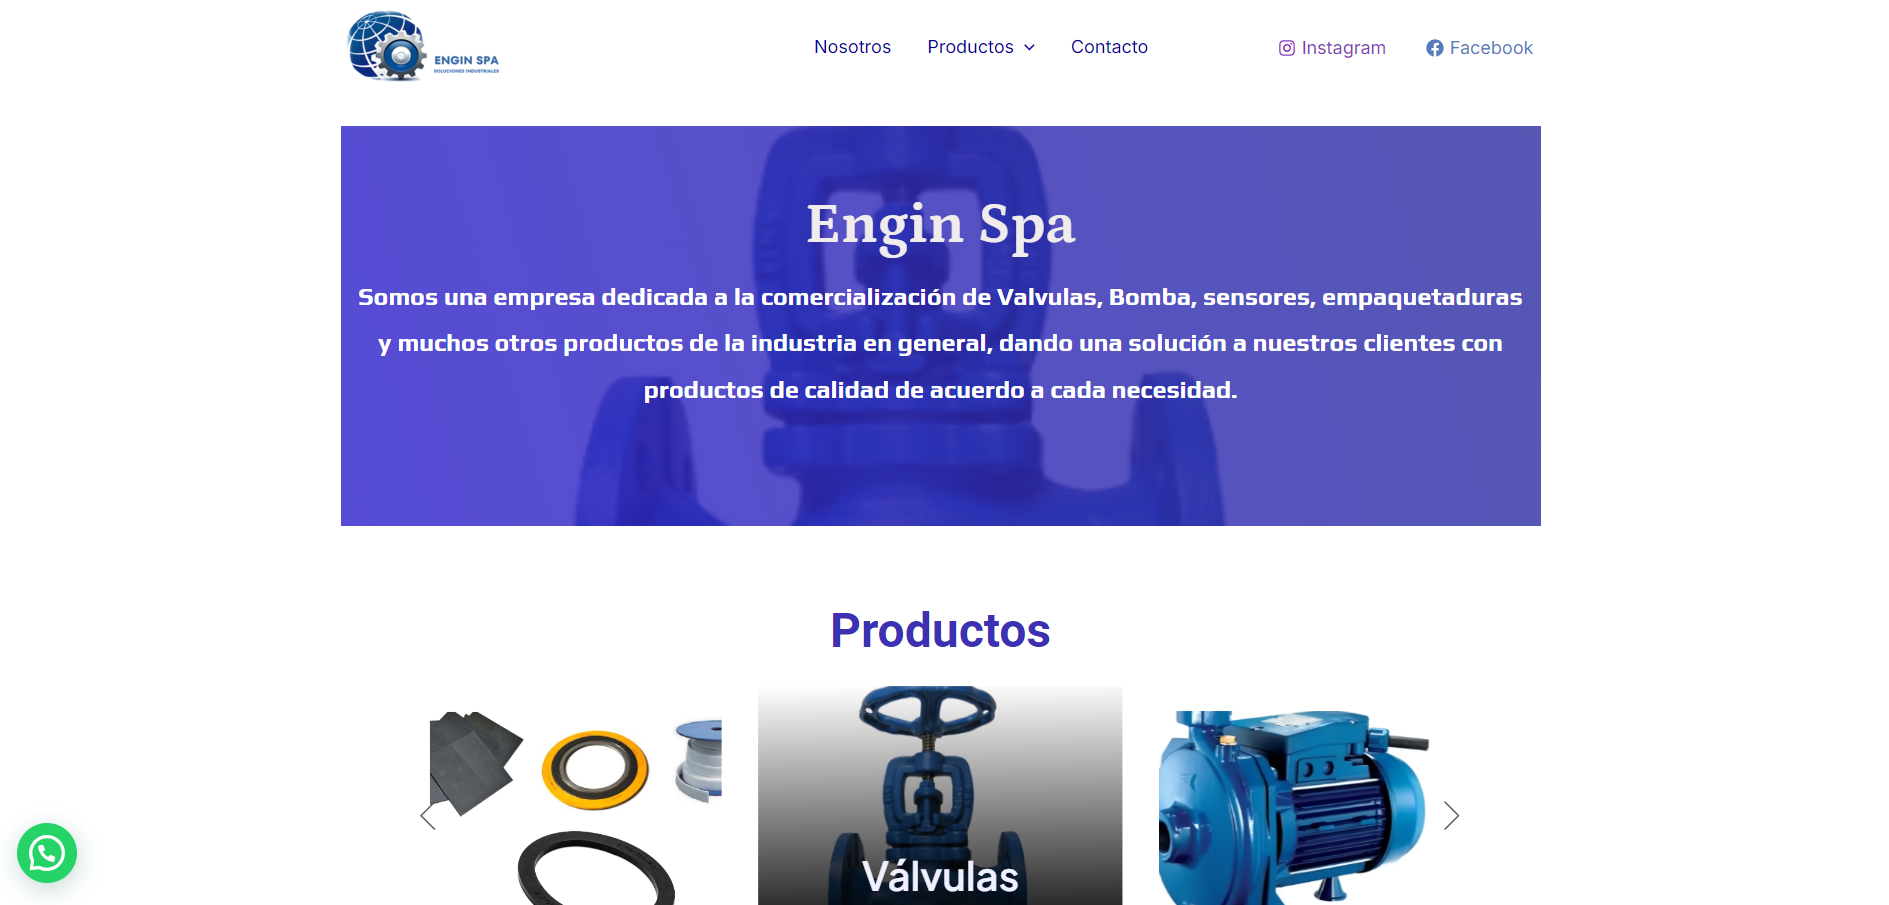 ENGIN SPA
SOLUCIONES INDUSTRIALES
Nosotros
Productos
Contacto
Instagram
Facebook
Engin Spa
Somos una empresa dedicada a la comercialización de Valvulas, Bomba, sensores, empaquetaduras
y muchos otros productos de la industria en general, dando una solución a nuestros clientes con
productos de calidad de acuerdo a cada necesidad.
Productos
Válvulas